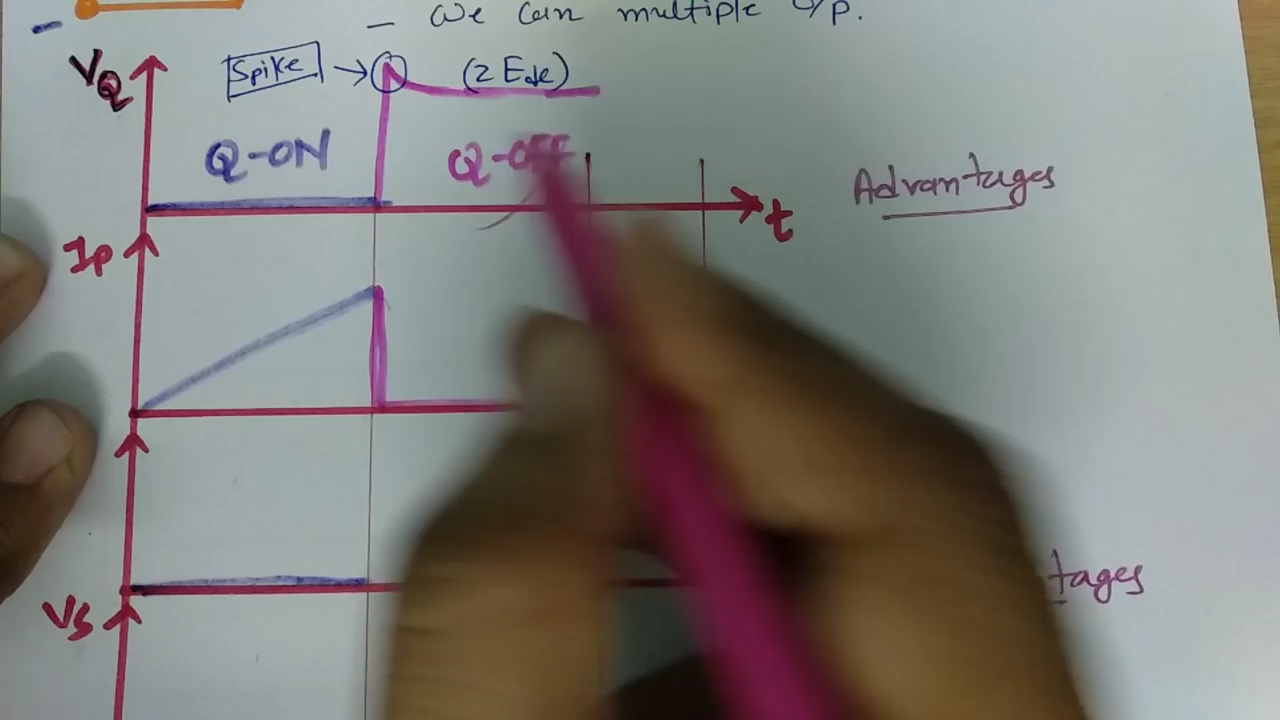 - We can multiple O/p.
VQ
Spike → (2 Edc)
Q-ON Q-OFF
t
Advantages
Ip
tages
Vs